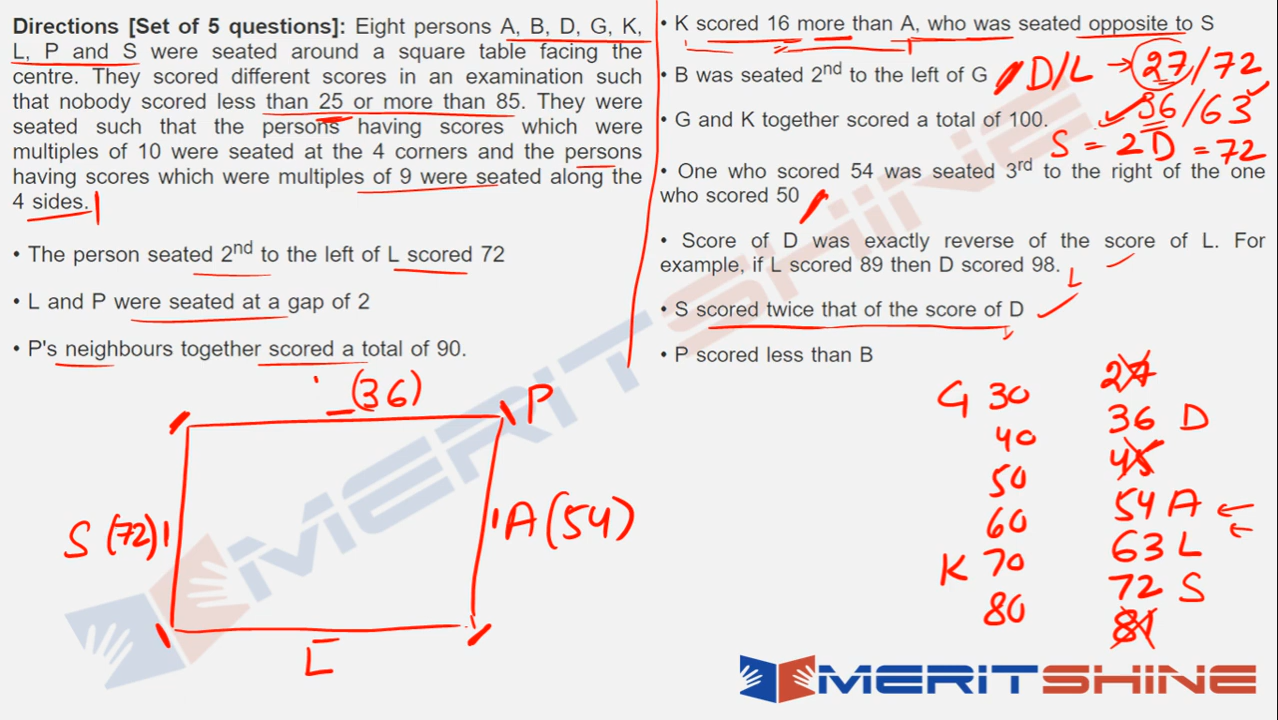 Directions [Set of 5 questions]: Eight persons A, B, D, G, K,
L, P and S were seated around a square table facing the
centre. They scored different scores in an examination such
that nobody scored less than 25 or more than 85. They were
seated such that the persons having scores which were
multiples of 10 were seated at the 4 corners and the persons
having scores which were multiples of 9 were seated along the
4 sides.
• The person seated 2nd to the left of L scored 72
• L and P were seated at a gap of 2
• P's neighbours together scored a total of 90.
• K scored 16 more than A, who was seated opposite to S
• B was seated 2nd to the left of G
D/L → 27/72
• G and K together scored a total of 100.
36/63
S = 2D = 72
• One who scored 54 was seated 3rd to the right of the one
who scored 50
• Score of D was exactly reverse of the score of L. For
example, if L scored 89 then D scored 98.
L
• S scored twice that of the score of D
• P scored less than B
(36) P
S (72) A (54)
L
G 30 27
40 36 D
50 45
60 54 A ←
K 70 63 L
80 72 S
81
MERITSHINE
MERITSHINE